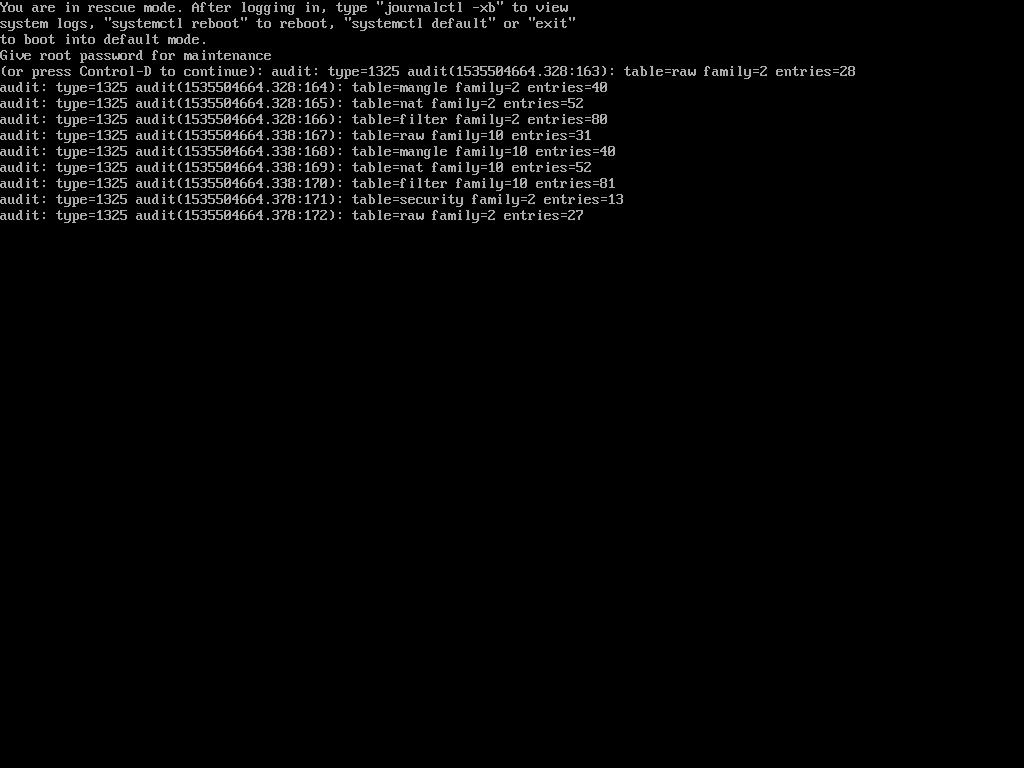 You are in rescue mode. After logging in, type "journalctl -xb" to view
system logs, "systemctl reboot" to reboot, "systemctl default" or "exit"
to boot into default mode.
Give root password for maintenance
(or press Control-D to continue): audit: type=1325 audit(1535504664.328:163): table=raw family=2 entries=28
audit: type=1325 audit(1535504664.328:164): table=mangle family=2 entries=40
audit: type=1325 audit(1535504664.328:165): table=nat family=2 entries=52
audit: type=1325 audit(1535504664.328:166): table=filter family=2 entries=80
audit: type=1325 audit(1535504664.338:167): table=raw family=10 entries=31
audit: type=1325 audit(1535504664.338:168): table=mangle family=10 entries=40
audit: type=1325 audit(1535504664.338:169): table=nat family=10 entries=52
audit: type=1325 audit(1535504664.338:170): table=filter family=10 entries=81
audit: type=1325 audit(1535504664.378:171): table=security family=2 entries=13
audit: type=1325 audit(1535504664.378:172): table=raw family=2 entries=27